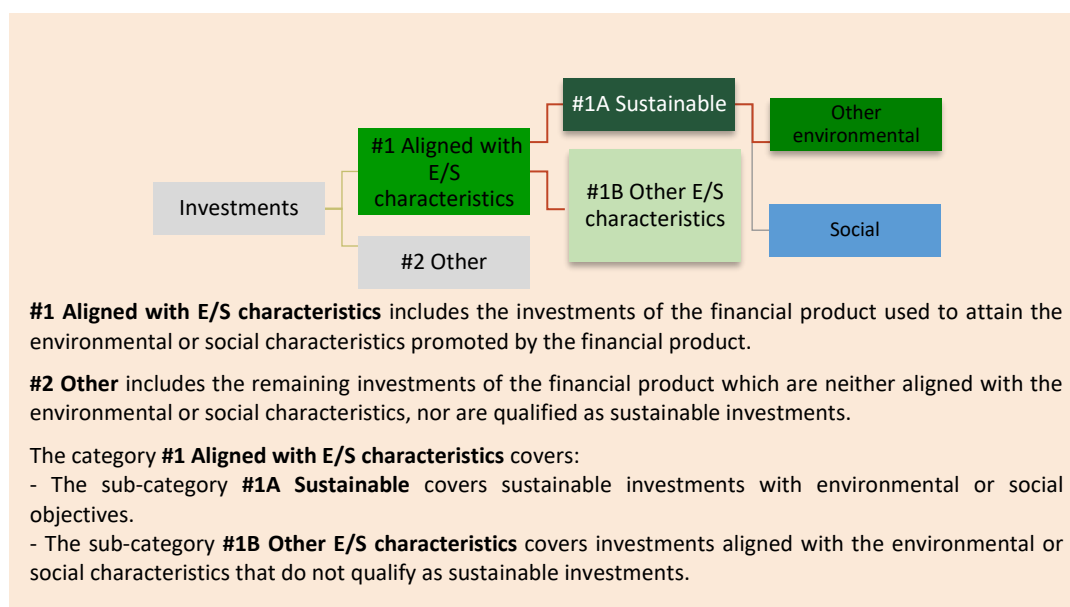 #1A Sustainable
Other
environmental
#1 Aligned with
E/S
characteristics
#1B Other E/S
characteristics
Investments
Social
#2 Other
#1 Aligned with E/S characteristics includes the investments of the financial product used to attain the
environmental or social characteristics promoted by the financial product.
#2 Other includes the remaining investments of the financial product which are neither aligned with the
environmental or social characteristics, nor are qualified as sustainable investments.
The category #1 Aligned with E/S characteristics covers:
- The sub-category #1A Sustainable covers sustainable investments with environmental or social
objectives.
- The sub-category #1B Other E/S characteristics covers investments aligned with the environmental or
social characteristics that do not qualify as sustainable investments.